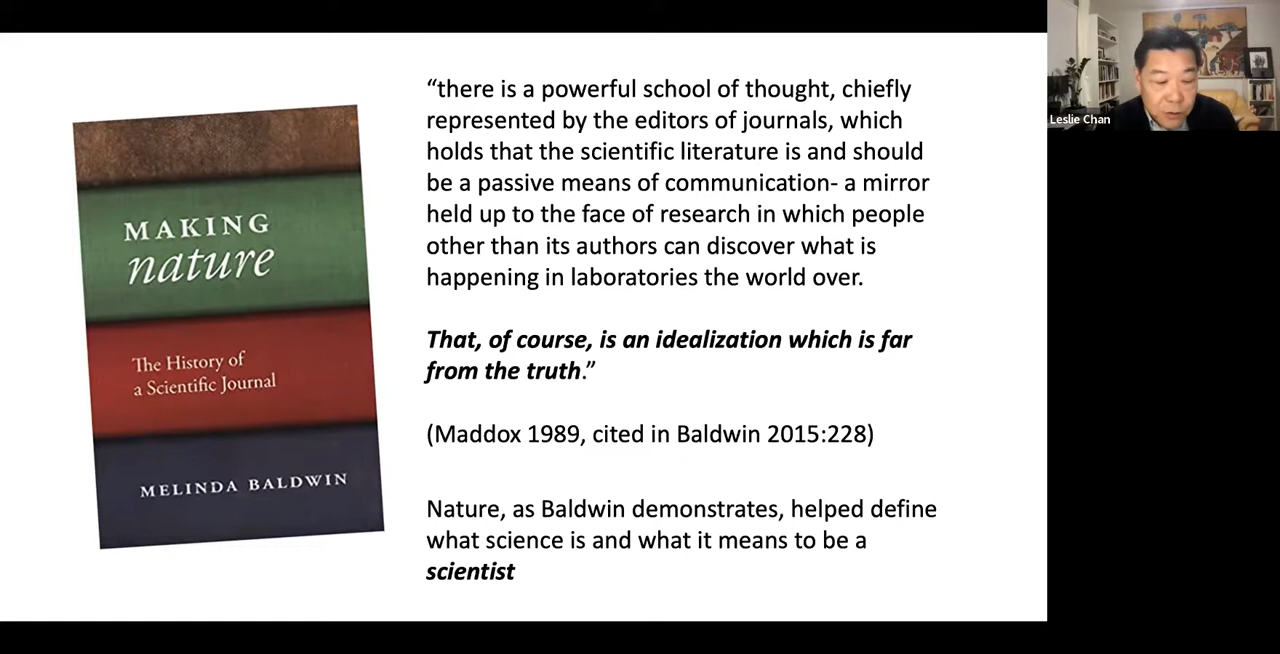 MAKING
nature
The History of
a Scientific Journal
MELINDA BALDWIN
“there is a powerful school of thought, chiefly
represented by the editors of journals, which
holds that the scientific literature is and should
be a passive means of communication- a mirror
held up to the face of research in which people
other than its authors can discover what is
happening in laboratories the world over.
That, of course, is an idealization which is far
from the truth.”
(Maddox 1989, cited in Baldwin 2015:228)
Nature, as Baldwin demonstrates, helped define
what science is and what it means to be a
scientist
Leslie Chan